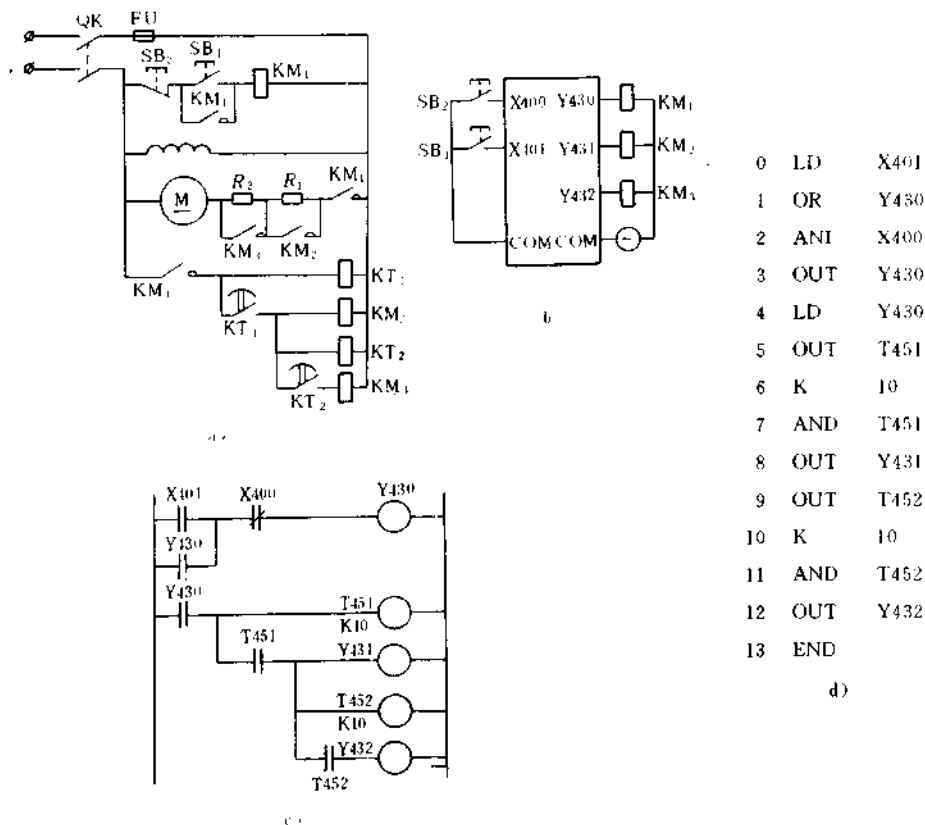 QK FU
SB₂ SB₁
KM₁
KM₁
M R₂ R₁ KM₁
KM₃ KM₂
KM₁ KT₁
KT₁ KM₂
KT₂
KT₂ KM₃
SB₂ X400 Y430 KM₁
SB₁ X401 Y431 KM₂
Y432 KM₃
COM COM
b
0 LD X401
1 OR Y430
2 ANI X400
3 OUT Y430
4 LD Y430
5 OUT T451
6 K 10
7 AND T451
8 OUT Y431
9 OUT T452
10 K 10
11 AND T452
12 OUT Y432
13 END
d)
X401 X400 Y430
Y430
Y430
T451
K10
T451 Y431
T452
K10
Y432
T452